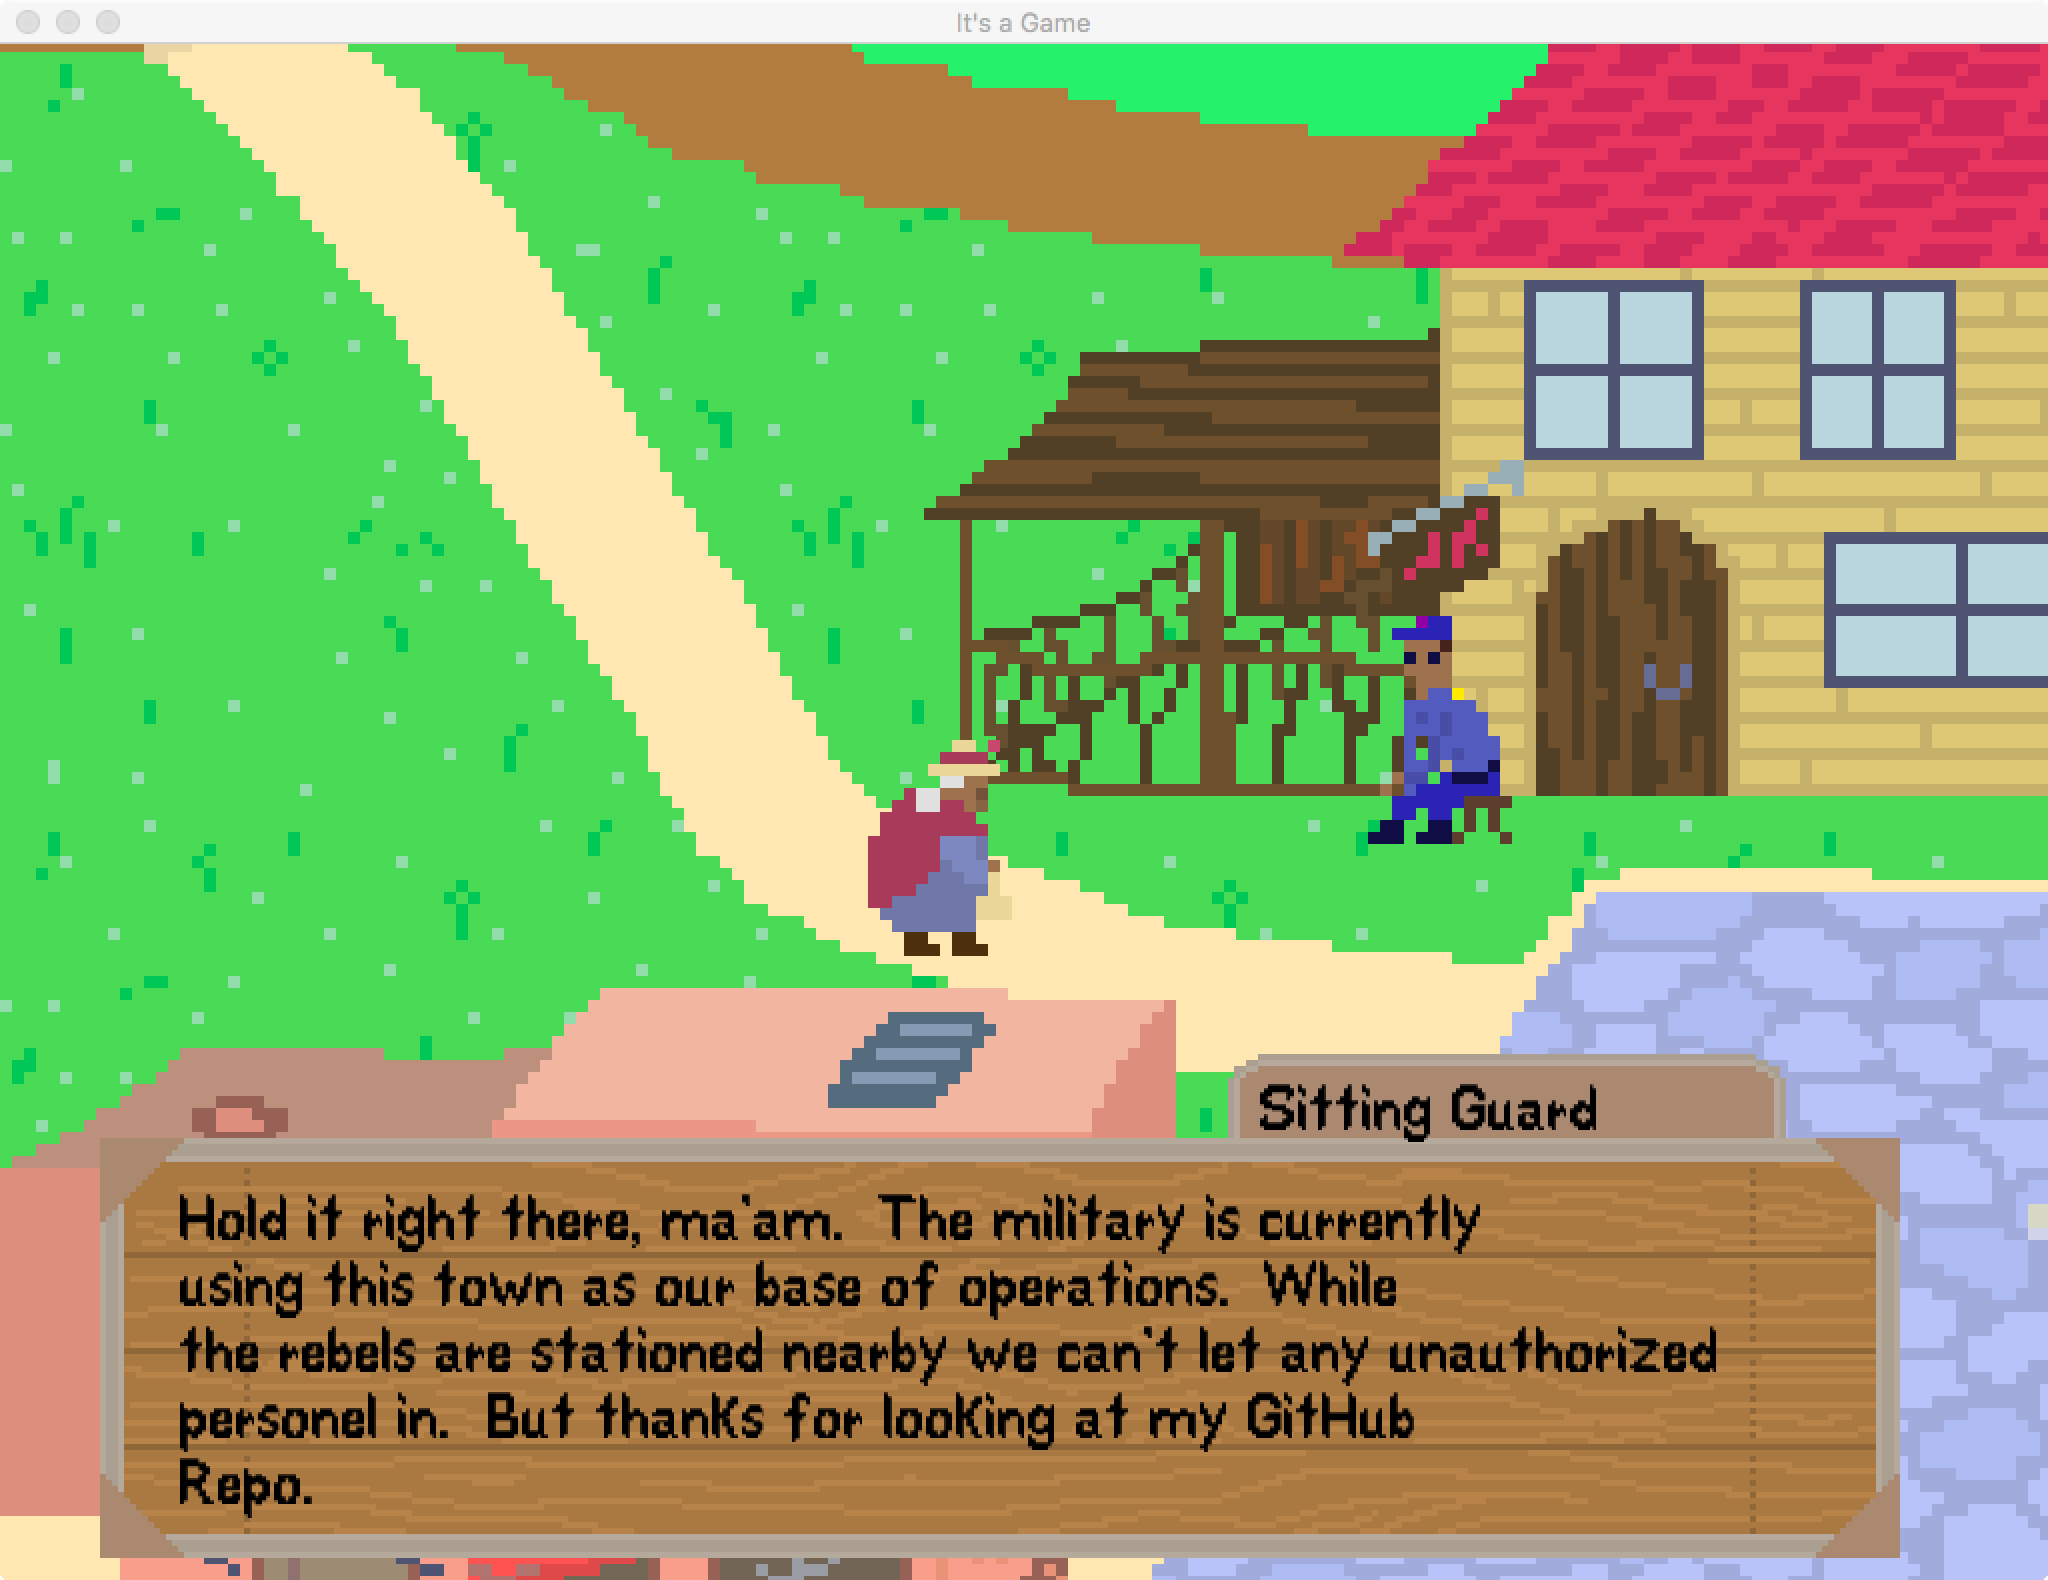 It's a Game
Sitting Guard
Hold it right there, ma'am.  The military is currently
using this town as our base of operations.  While
the rebels are stationed nearby we can't let any unauthorized
personel in.  But thanks for looking at my GitHub
Repo.